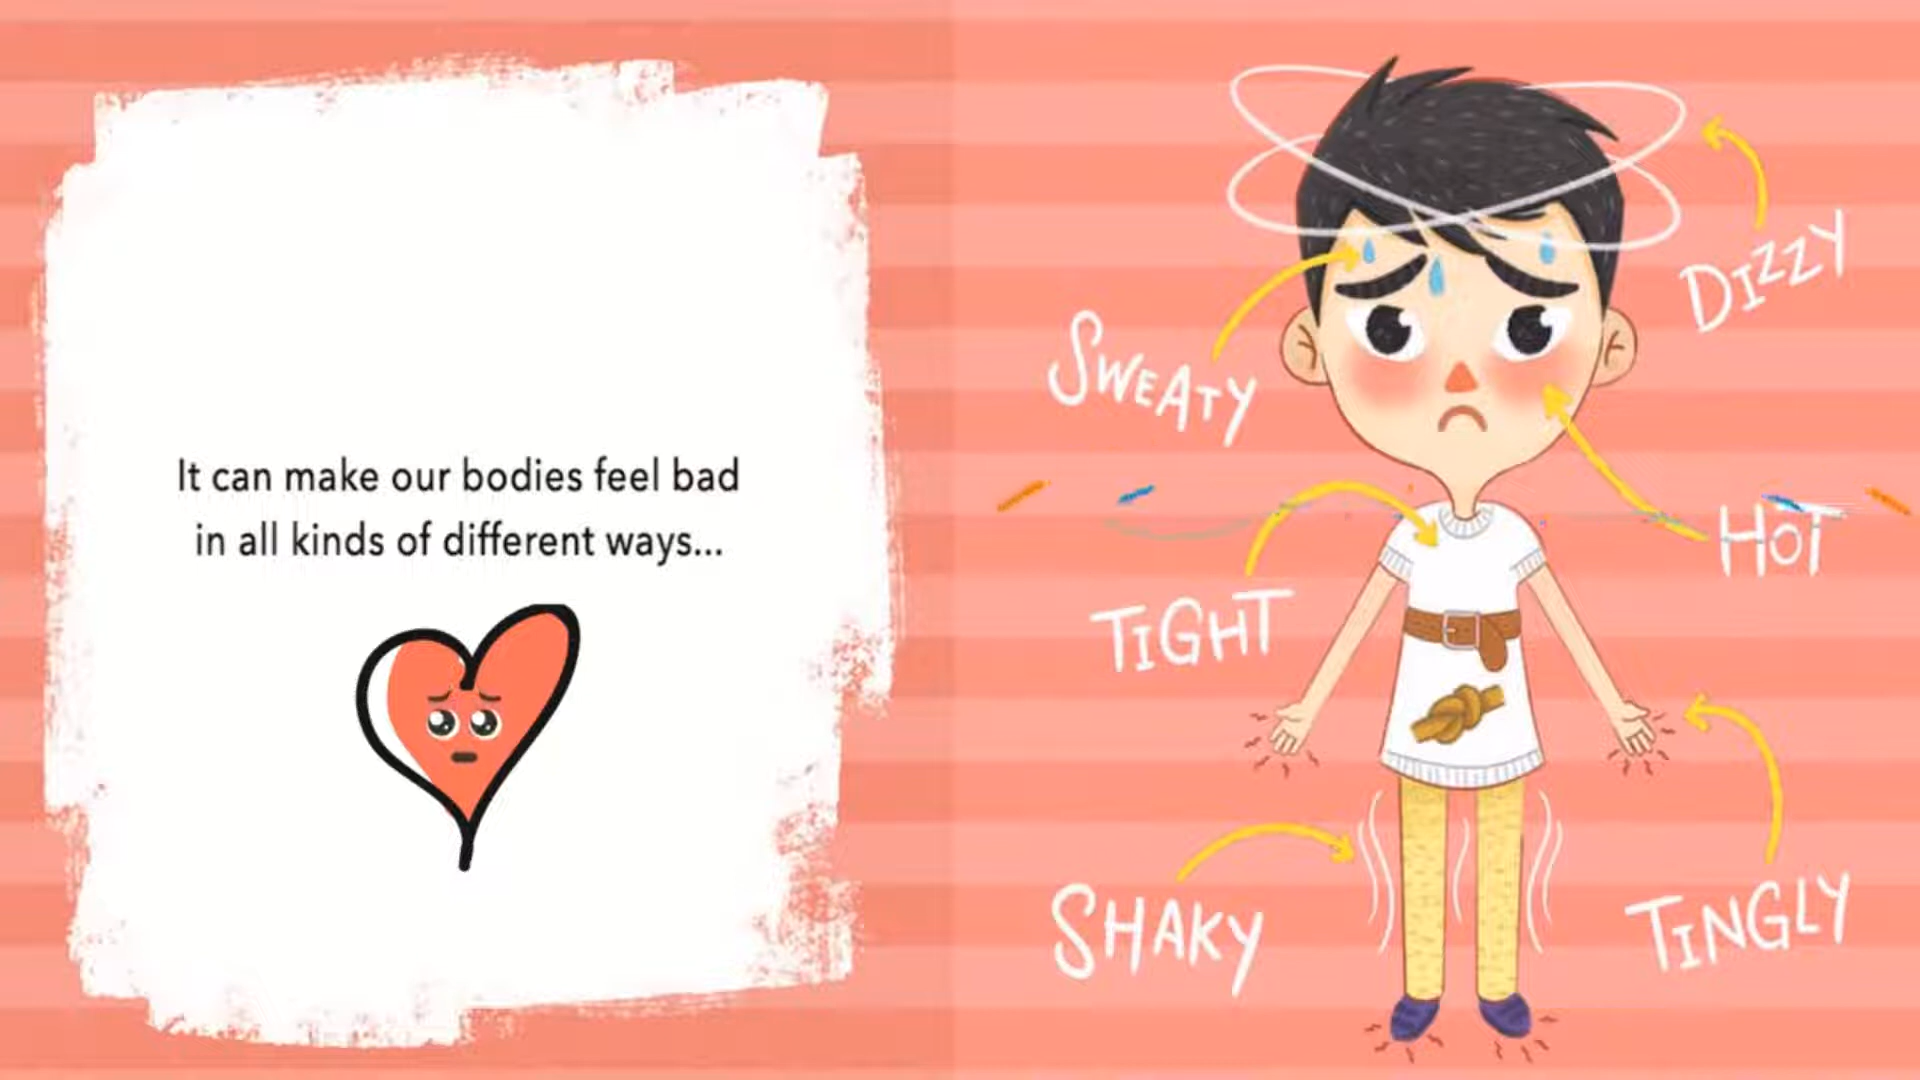 It can make our bodies feel bad
in all kinds of different ways...
DIZZY
SWEATY
HOT
TIGHT
SHAKY
TINGLY